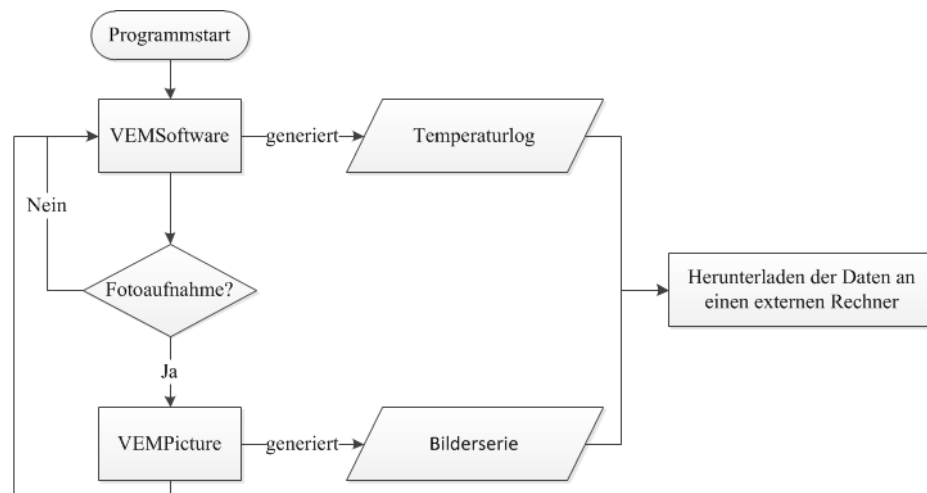 Programmstart
VEMSoftware
generiert
Temperaturlog
Nein
Fotoaufnahme?
Herunterladen der Daten an
einen externen Rechner
Ja
VEMPicture
generiert
Bilderserie